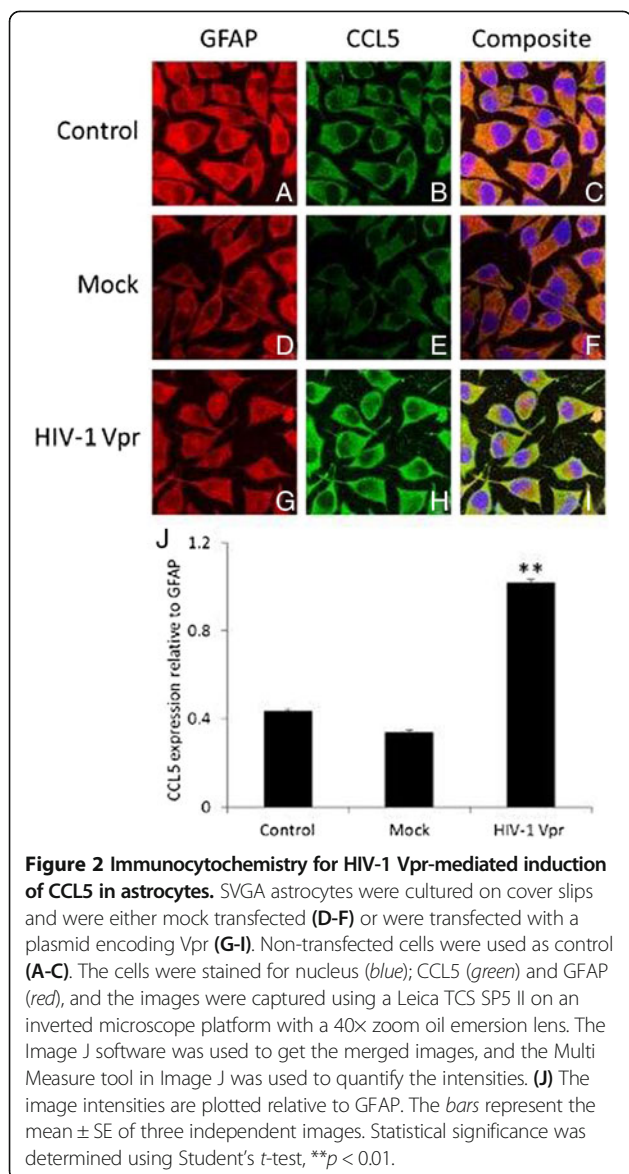 GFAP CCL5 Composite
Control
A B C
Mock
D E F
HIV-1 Vpr
G H I
J
1.2
**
0.8
0.4
0
CCL5 expression relative to GFAP
Control Mock HIV-1 Vpr
Figure 2 Immunocytochemistry for HIV-1 Vpr-mediated induction
of CCL5 in astrocytes. SVGA astrocytes were cultured on cover slips
and were either mock transfected (D-F) or were transfected with a
plasmid encoding Vpr (G-I). Non-transfected cells were used as control
(A-C). The cells were stained for nucleus (blue); CCL5 (green) and GFAP
(red), and the images were captured using a Leica TCS SP5 II on an
inverted microscope platform with a 40× zoom oil emersion lens. The
Image J software was used to get the merged images, and the Multi
Measure tool in Image J was used to quantify the intensities. (J) The
image intensities are plotted relative to GFAP. The bars represent the
mean ± SE of three independent images. Statistical significance was
determined using Student's t-test, **p < 0.01.